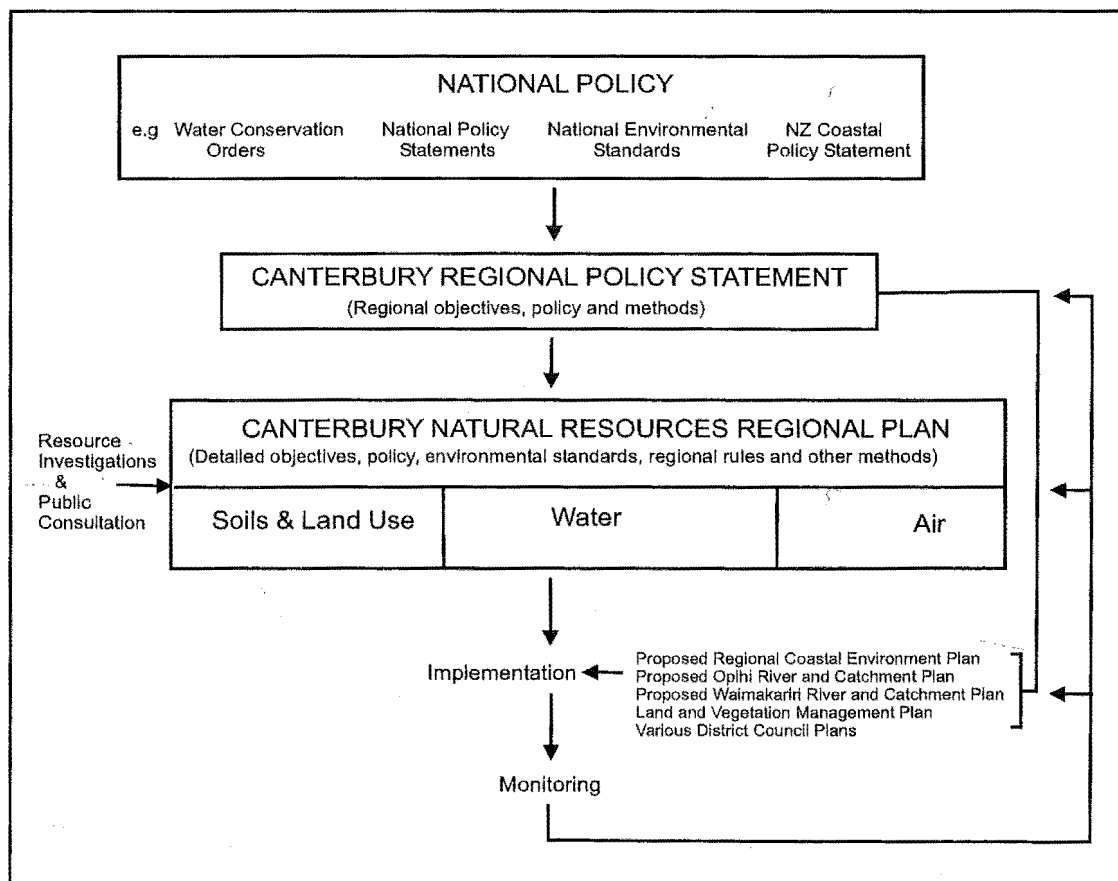 NATIONAL POLICY
e.g Water Conservation Orders
National Policy Statements
National Environmental Standards
NZ Coastal Policy Statement
CANTERBURY REGIONAL POLICY STATEMENT
(Regional objectives, policy and methods)
CANTERBURY NATURAL RESOURCES REGIONAL PLAN
(Detailed objectives, policy, environmental standards, regional rules and other methods)
Resource
Investigations
&
Public
Consultation
Soils & Land Use
Water
Air
Implementation
Proposed Regional Coastal Environment Plan
Proposed Opihi River and Catchment Plan
Proposed Waimakariri River and Catchment Plan
Land and Vegetation Management Plan
Various District Council Plans
Monitoring